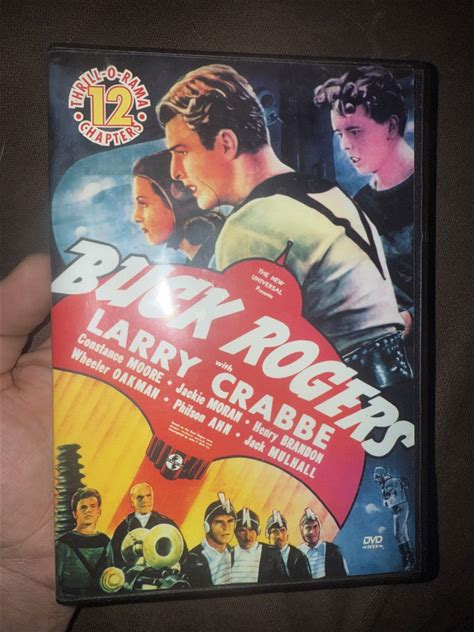 THRILL-O-RAMA
12
CHAPTERS
THE NEW
UNIVERSAL
Presents
BUCK ROGERS
with
LARRY CRABBE
Constance MOORE · Jackie MORAN · Henry BRANDON
Wheeler OAKMAN · Philson AHN · Jack MULHALL
DVD